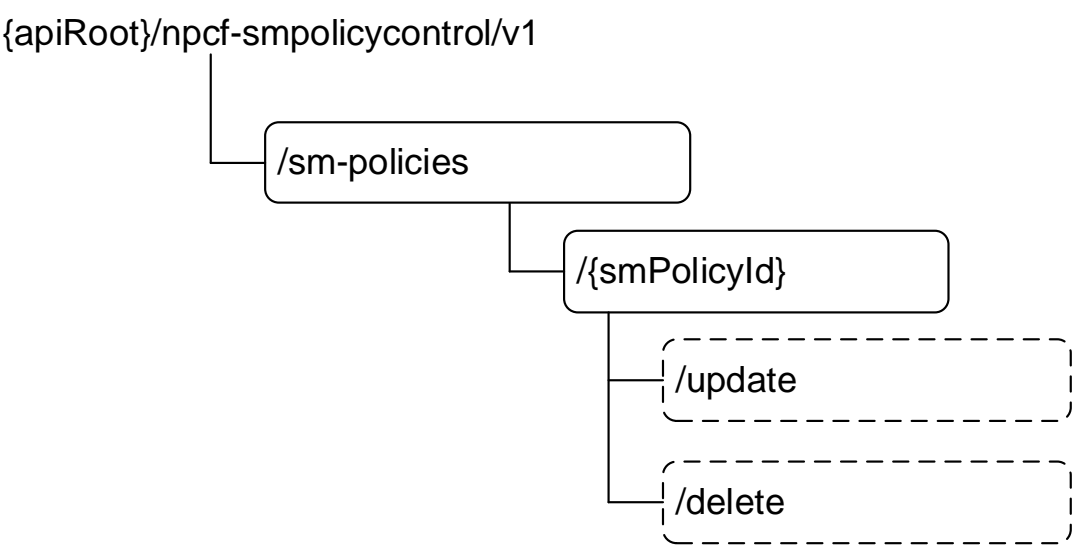 {apiRoot}/npcf-smpolicycontrol/v1
/sm-policies
/{smPolicyId}
/update
/delete